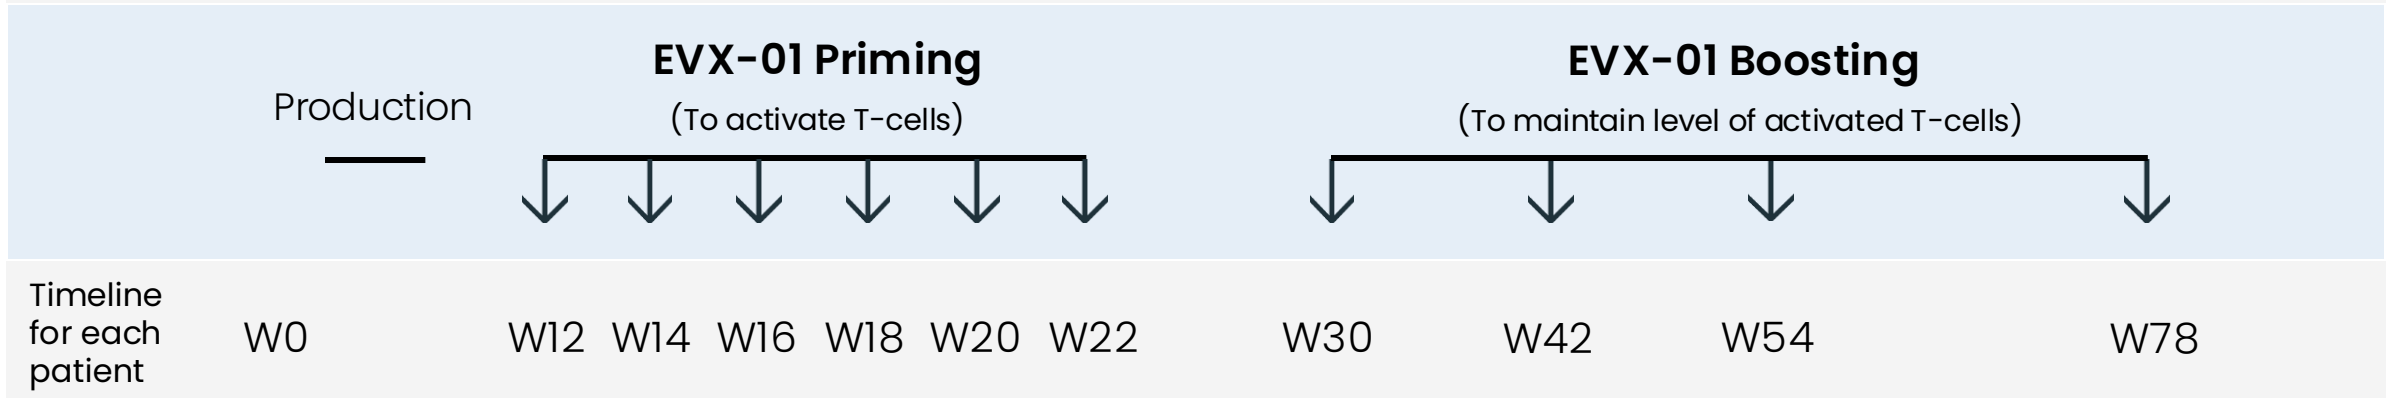 EVX-01 Priming
EVX-01 Boosting
Production
(To activate T-cells)
(To maintain level of activated T-cells)
Timeline
for each
patient
W0
W12 W14 W16 W18 W20 W22 W30 W42 W54 W78